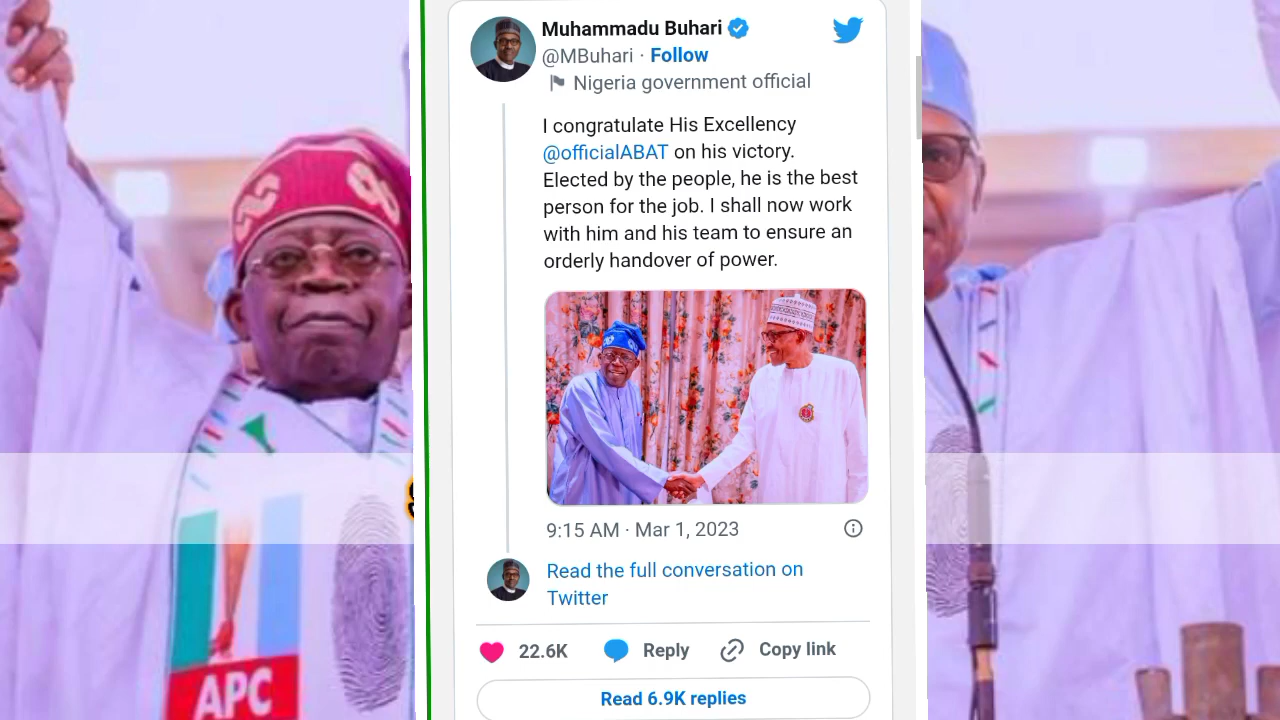 Muhammadu Buhari
@MBuhari · Follow
Nigeria government official
I congratulate His Excellency
@officialABAT on his victory.
Elected by the people, he is the best
person for the job. I shall now work
with him and his team to ensure an
orderly handover of power.
9:15 AM · Mar 1, 2023
Read the full conversation on
Twitter
22.6K Reply Copy link
Read 6.9K replies
APC